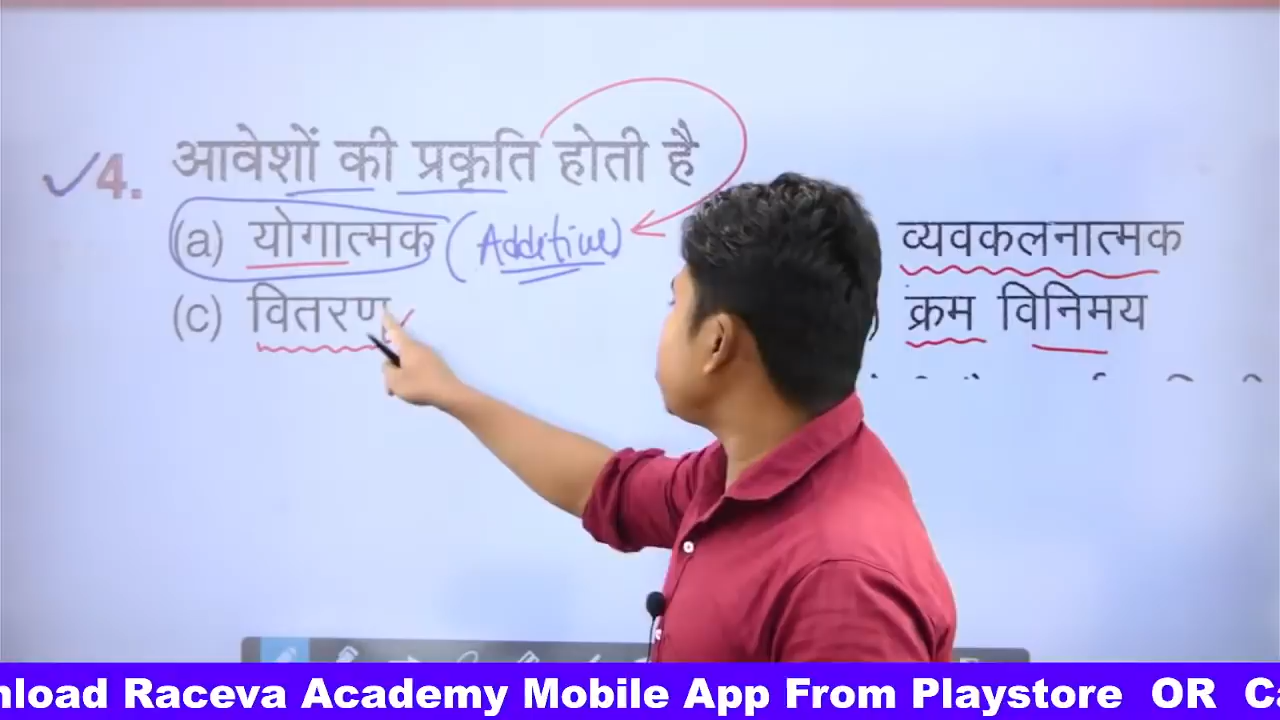 4. आवेशों की प्रकृति होती है
(a) योगात्मक (Additive) व्यवकलनात्मक
(c) वितरण ) क्रम विनिमय
nload Raceva Academy Mobile App From Playstore OR Ca